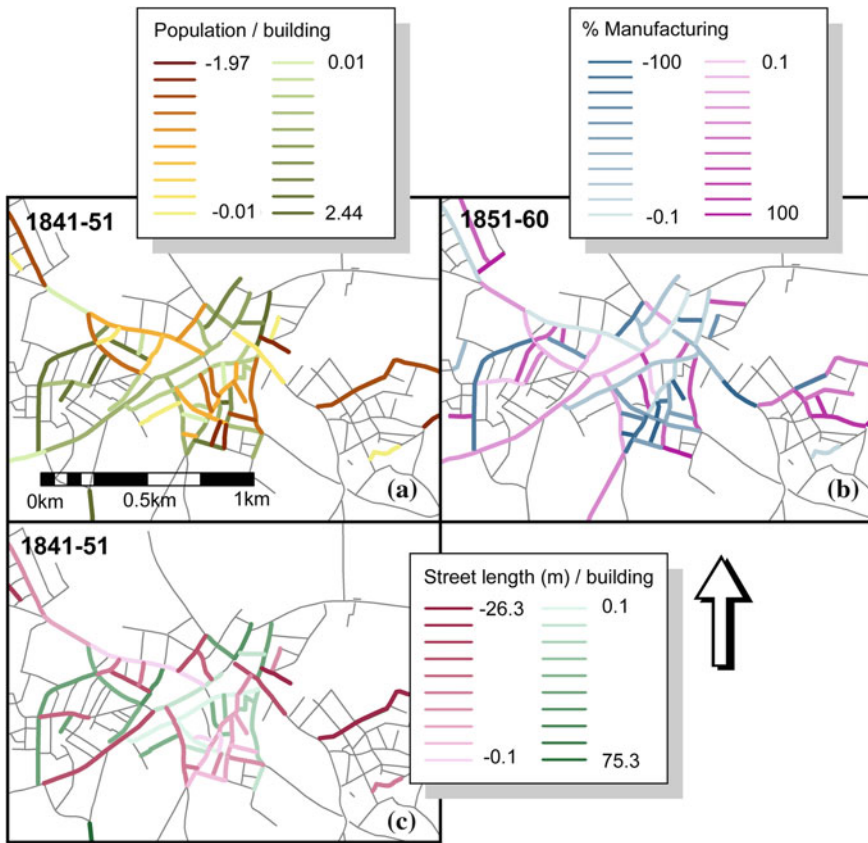 Population / building
-1.97 0.01
-0.01 2.44
% Manufacturing
-100 0.1
-0.1 100
1841-51
1851-60
0km 0.5km 1km
(a)
(b)
1841-51
Street length (m) / building
-26.3 0.1
-0.1 75.3
(c)